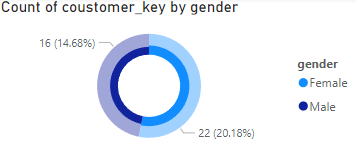 Count of coustomer_key by gender
16 (14.68%)
gender
Female
Male
22 (20.18%)